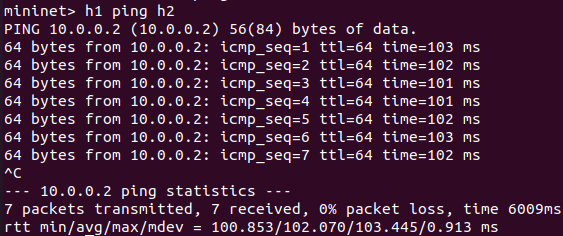 mininet> h1 ping h2
PING 10.0.0.2 (10.0.0.2) 56(84) bytes of data.
64 bytes from 10.0.0.2: icmp_seq=1 ttl=64 time=103 ms
64 bytes from 10.0.0.2: icmp_seq=2 ttl=64 time=102 ms
64 bytes from 10.0.0.2: icmp_seq=3 ttl=64 time=101 ms
64 bytes from 10.0.0.2: icmp_seq=4 ttl=64 time=101 ms
64 bytes from 10.0.0.2: icmp_seq=5 ttl=64 time=102 ms
64 bytes from 10.0.0.2: icmp_seq=6 ttl=64 time=103 ms
64 bytes from 10.0.0.2: icmp_seq=7 ttl=64 time=102 ms
^C
--- 10.0.0.2 ping statistics ---
7 packets transmitted, 7 received, 0% packet loss, time 6009ms
rtt min/avg/max/mdev = 100.853/102.070/103.445/0.913 ms